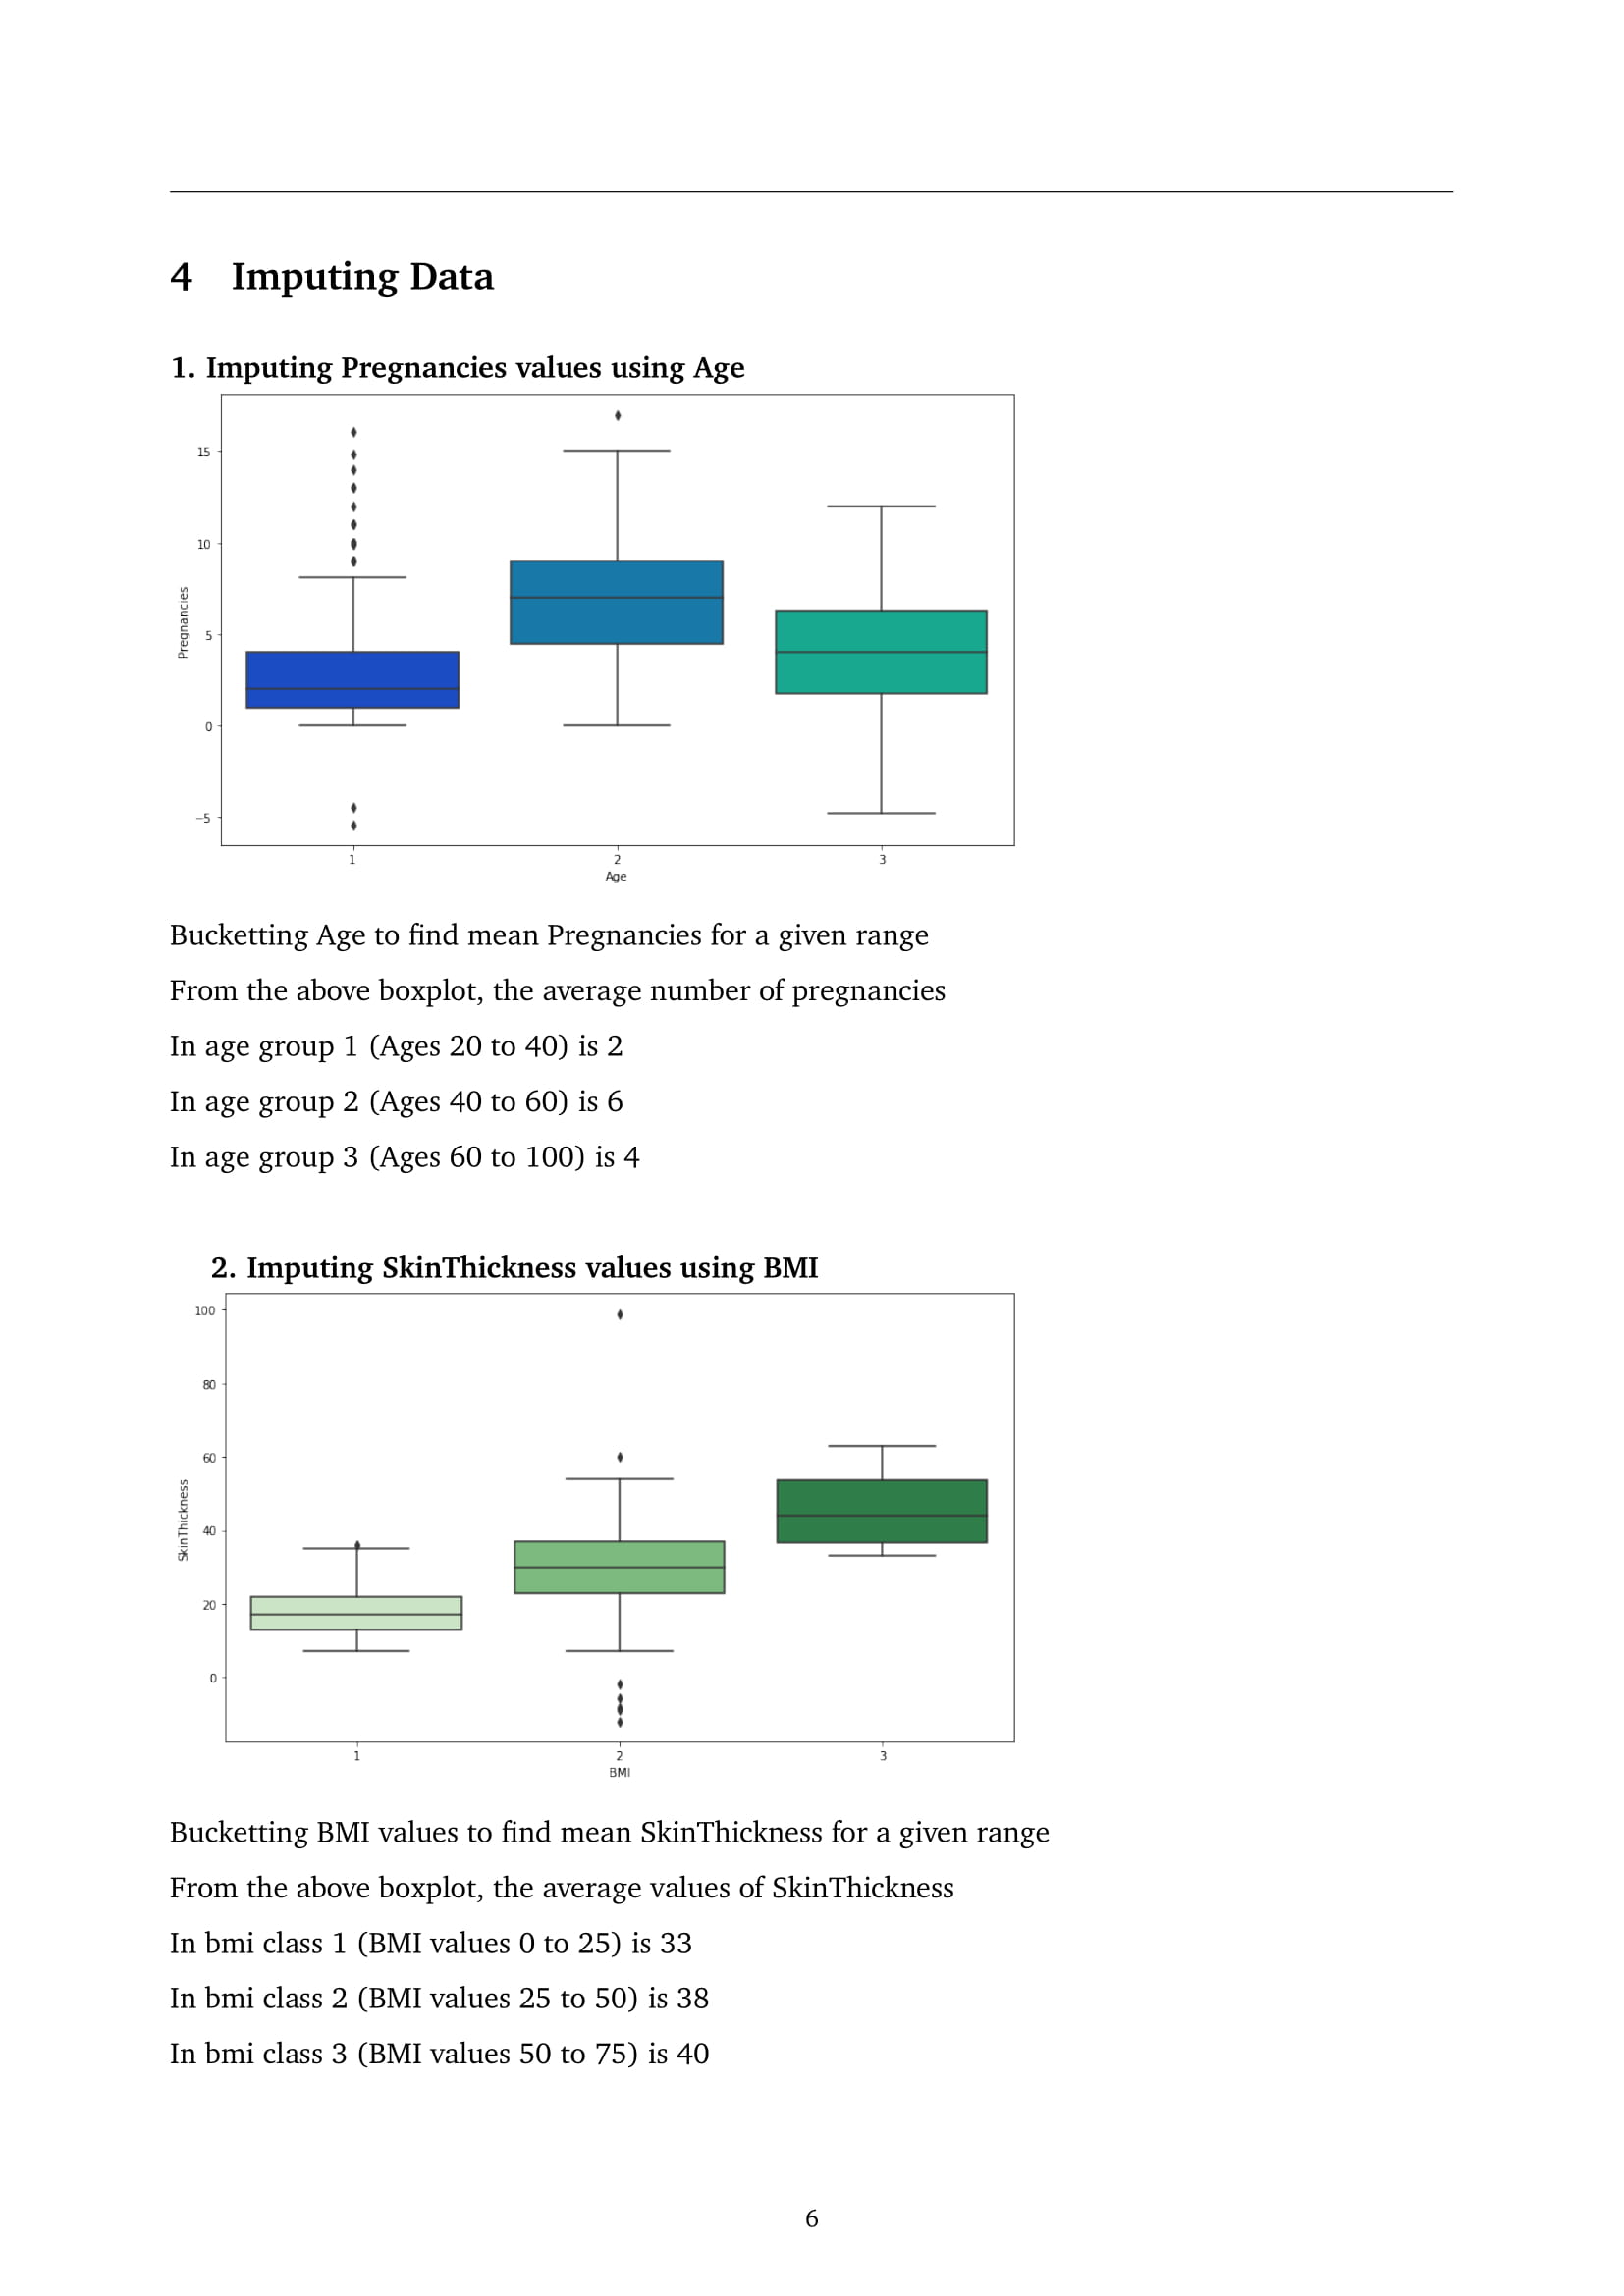 4 Imputing Data
1. Imputing Pregnancies values using Age
15
10
5
0
−5
Pregnancies
1 2 3
Age
Bucketting Age to find mean Pregnancies for a given range
From the above boxplot, the average number of pregnancies
In age group 1 (Ages 20 to 40) is 2
In age group 2 (Ages 40 to 60) is 6
In age group 3 (Ages 60 to 100) is 4
2. Imputing SkinThickness values using BMI
100
80
60
40
20
0
SkinThickness
1 2 3
BMI
Bucketting BMI values to find mean SkinThickness for a given range
From the above boxplot, the average values of SkinThickness
In bmi class 1 (BMI values 0 to 25) is 33
In bmi class 2 (BMI values 25 to 50) is 38
In bmi class 3 (BMI values 50 to 75) is 40
6